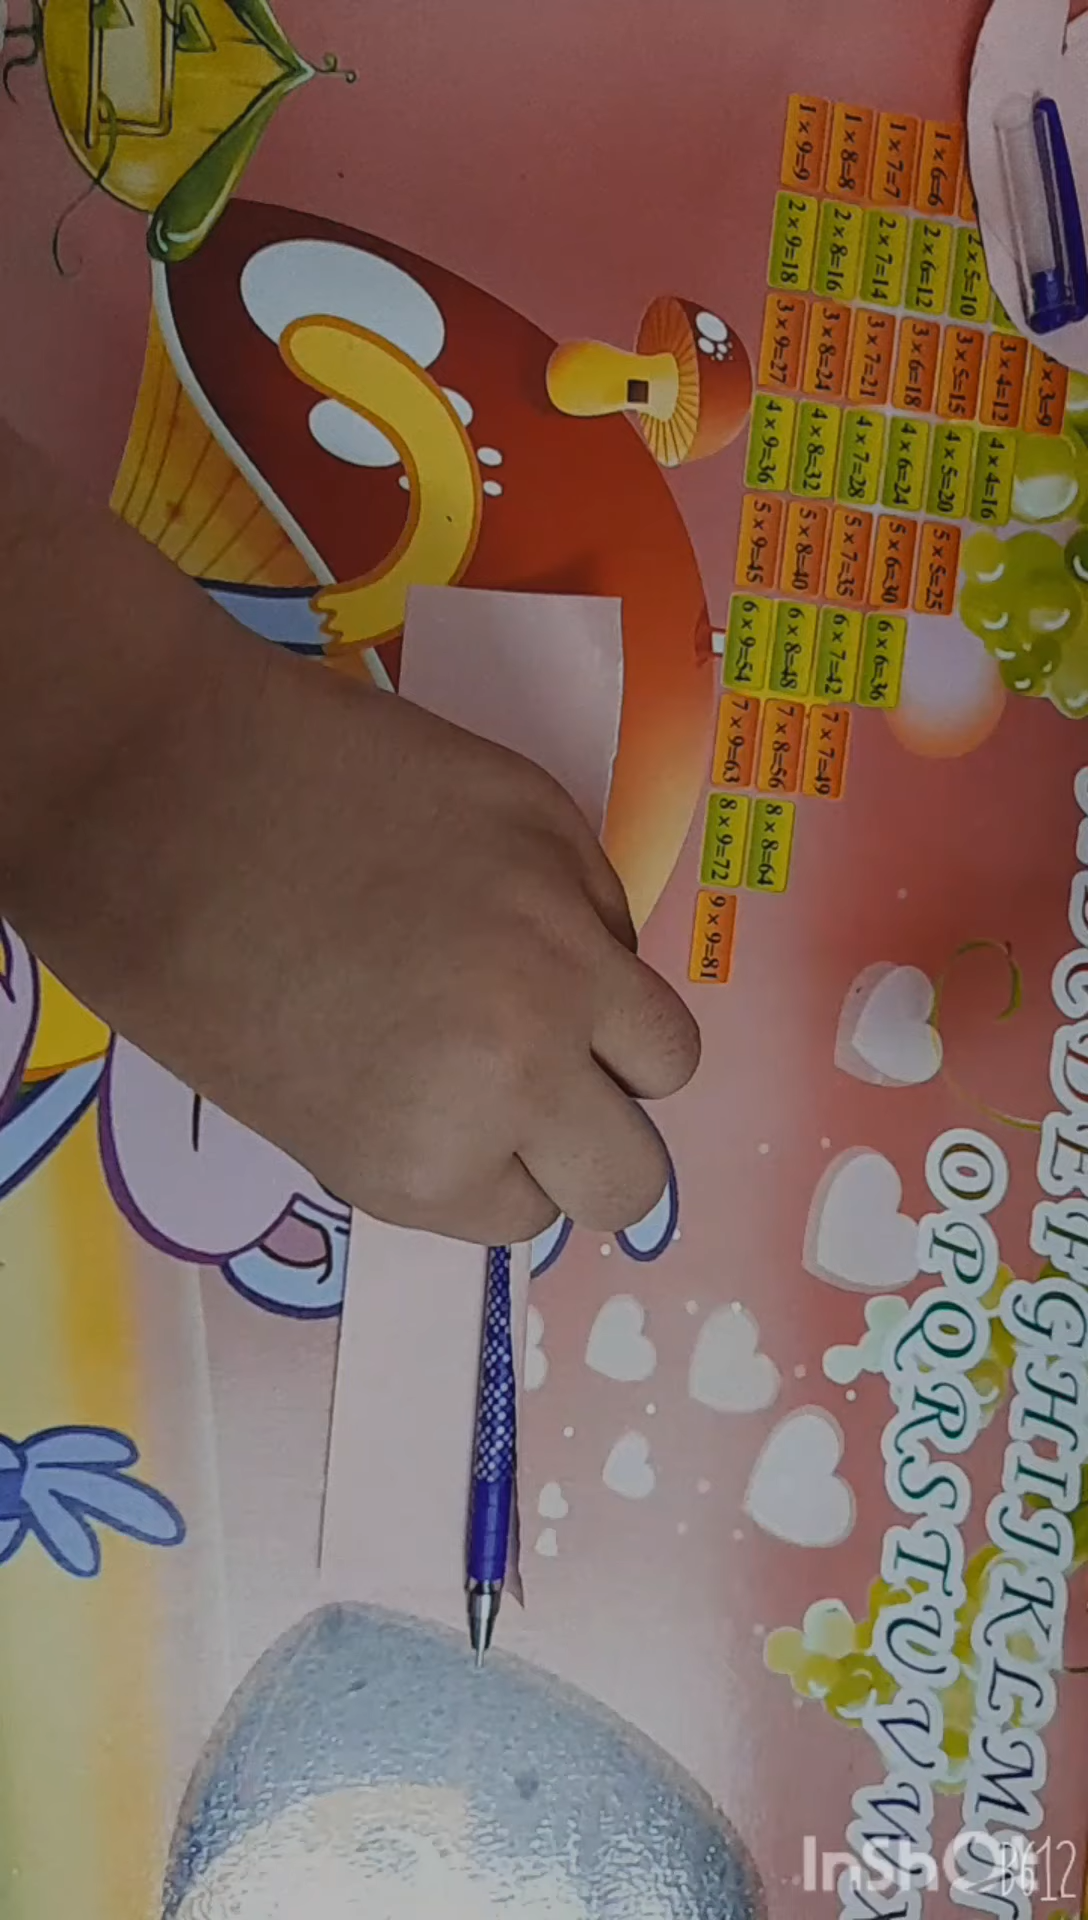 3=9
3×4=12 4×4=16
2×5=10 3×5=15 4×5=20 5×5=25
1×6=6 2×6=12 3×6=18 4×6=24 5×6=30 6×6=36
1×7=7 2×7=14 3×7=21 4×7=28 5×7=35 6×7=42 7×7=49
1×8=8 2×8=16 3×8=24 4×8=32 5×8=40 6×8=48 7×8=56 8×8=64
1×9=9 2×9=18 3×9=27 4×9=36 5×9=45 6×9=54 7×9=63 8×9=72 9×9=81
C D E F G H I J K L M N
O P Q R S T U V W X
InShOt
B612